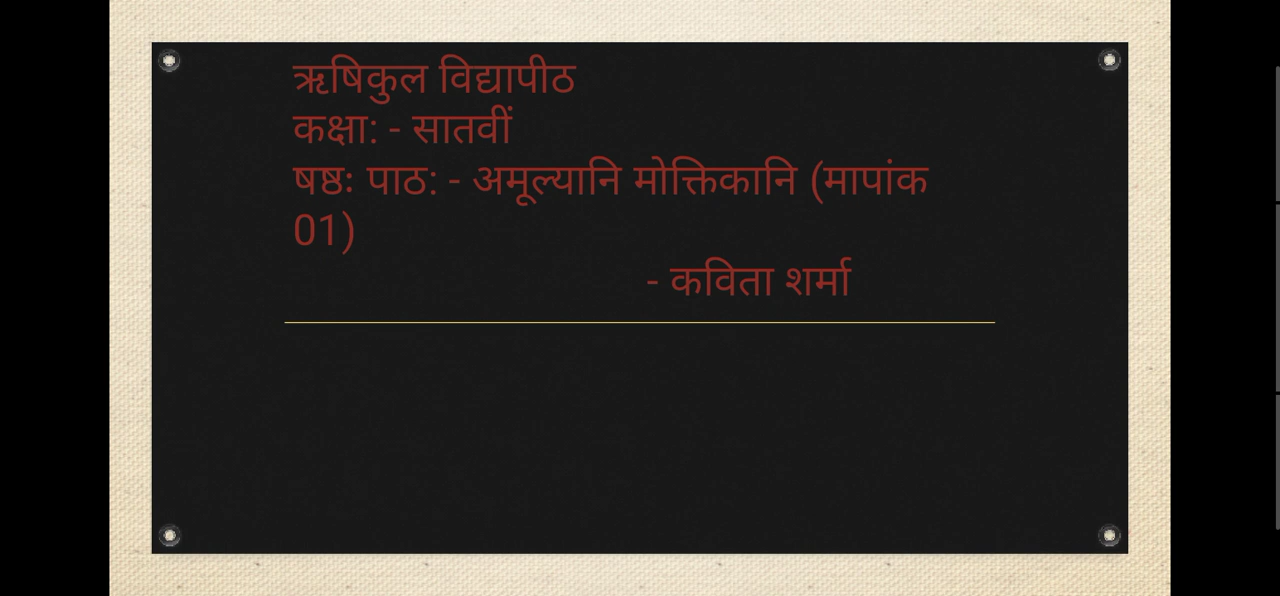 ऋषिकुल विद्यापीठ
कक्षा: - सातवीं
षष्ठः पाठ: - अमूल्यानि मोक्तिकानि (मापांक
01)
- कविता शर्मा